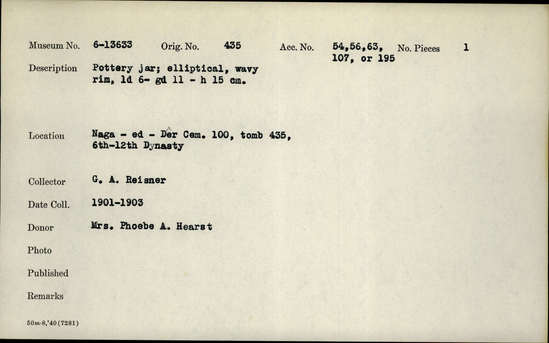 Museum No. 6-13633 Orig. No. 435 Acc. No. 54,56,63, No. Pieces 1
107, or 195
Description Pottery jar; elliptical, wavy
rim, ld 6- gd 11 - h 15 cm.
Location Naga - ed - Dêr Cem. 100, tomb 435,
6th-12th Dynasty
Collector G. A. Reisner
Date Coll. 1901-1903
Donor Mrs. Phoebe A. Hearst
Photo
Published
Remarks
50m-8,'40(7281)